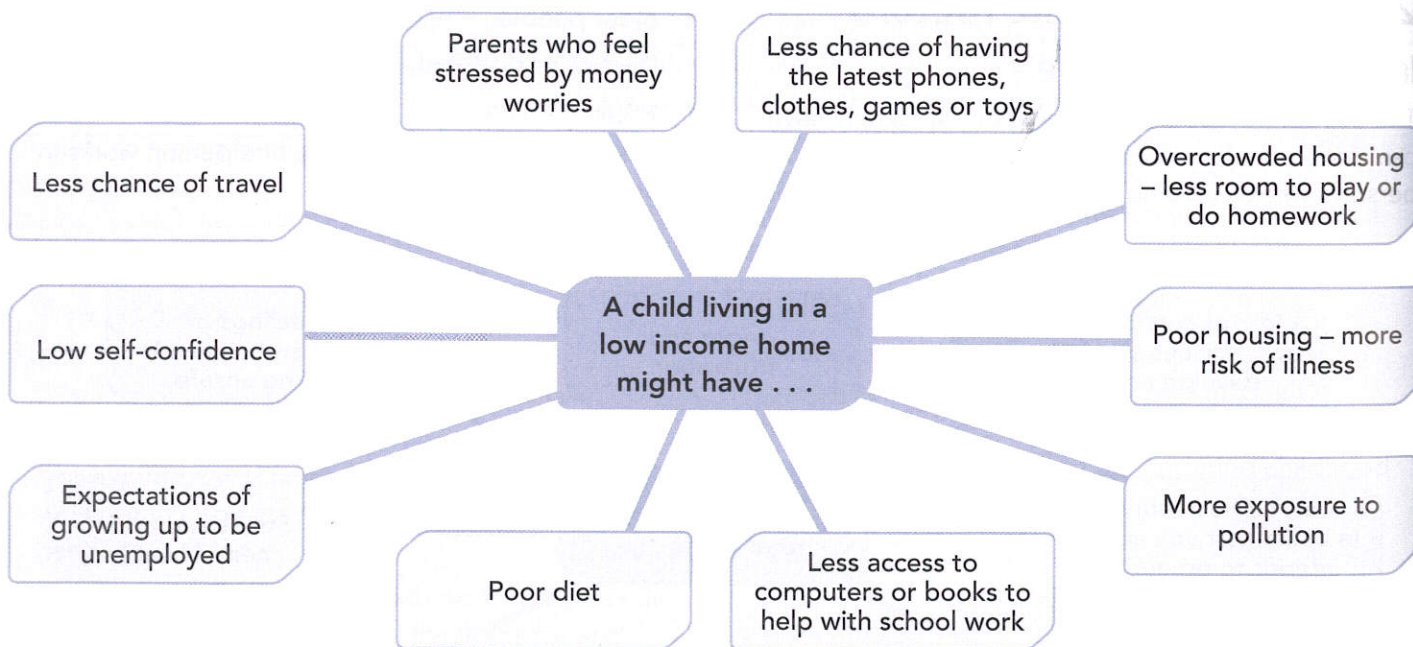 Parents who feel
stressed by money
worries
Less chance of having
the latest phones,
clothes, games or toys
Less chance of travel
Overcrowded housing
– less room to play or
do homework
A child living in a
low income home
might have . . .
Low self-confidence
Poor housing – more
risk of illness
Expectations of
growing up to be
unemployed
Poor diet
Less access to
computers or books to
help with school work
More exposure to
pollution